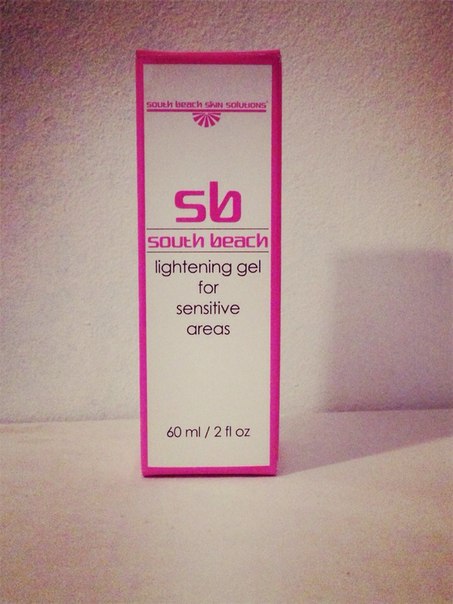 south beach skin solutions®
sb
south beach
lightening gel
for
sensitive
areas
60 ml / 2 fl oz